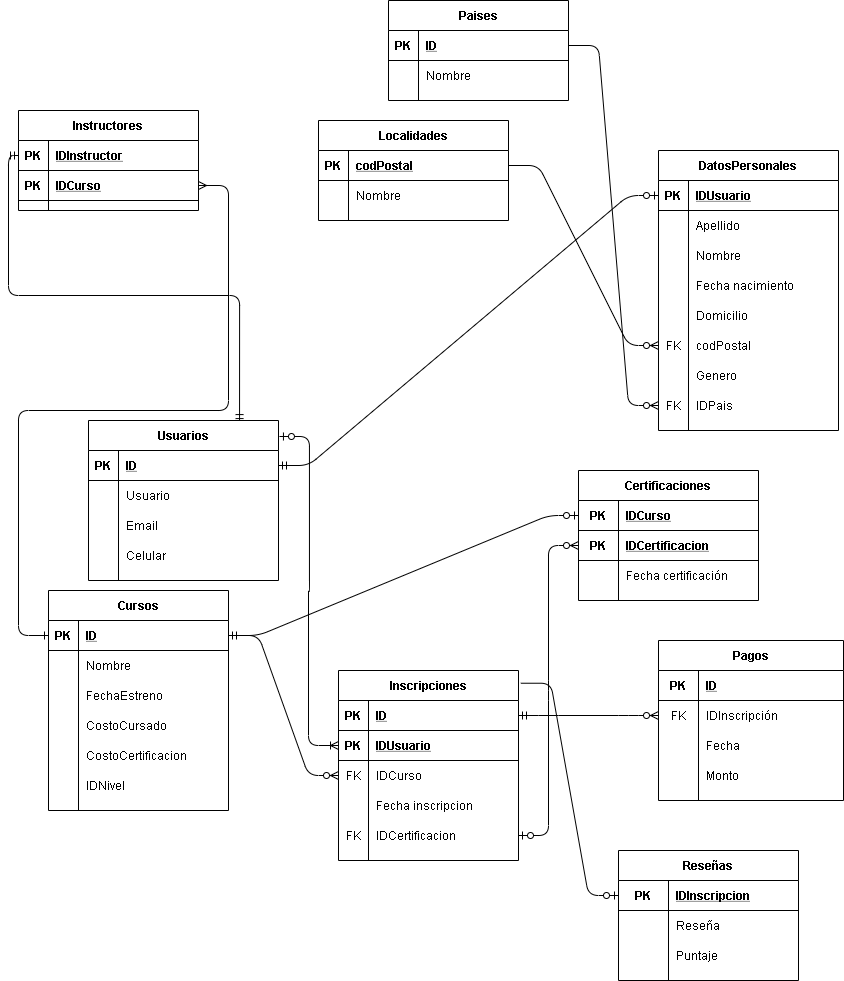 Paises
PK ID
Nombre
Instructores
PK IDInstructor
PK IDCurso
Localidades
PK codPostal
Nombre
DatosPersonales
PK IDUsuario
Apellido
Nombre
Fecha nacimiento
Domicilio
FK codPostal
Genero
FK IDPais
Usuarios
PK ID
Usuario
Email
Celular
Certificaciones
PK IDCurso
PK IDCertificacion
Fecha certificación
Cursos
PK ID
Nombre
FechaEstreno
CostoCursado
CostoCertificacion
IDNivel
Inscripciones
PK ID
PK IDUsuario
FK IDCurso
Fecha inscripcion
FK IDCertificacion
Pagos
PK ID
FK IDInscripción
Fecha
Monto
Reseñas
PK IDInscripcion
Reseña
Puntaje